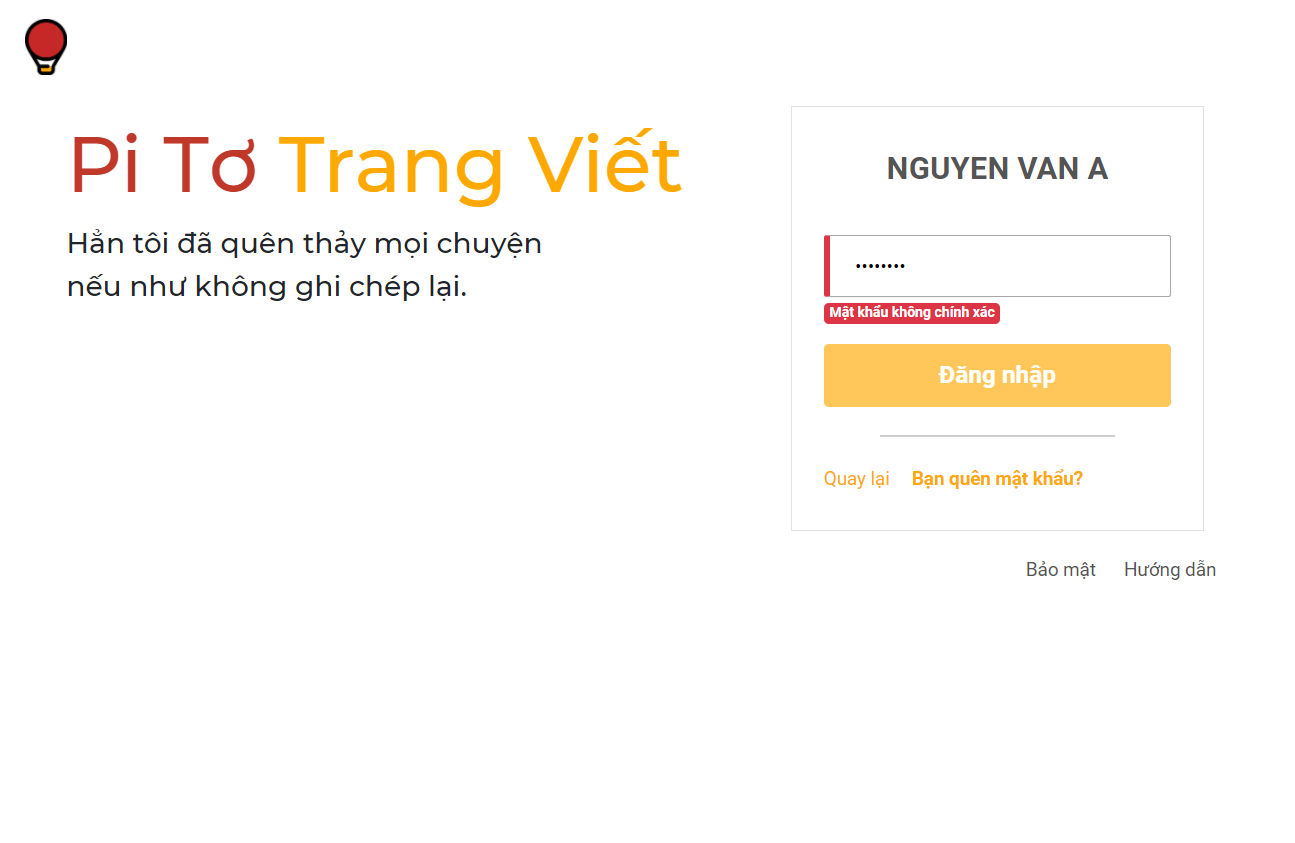 Pi Tơ Trang Viết
Hẳn tôi đã quên thảy mọi chuyện
nếu như không ghi chép lại.
NGUYEN VAN A
••••••••
Mật khẩu không chính xác
Đăng nhập
Quay lại Bạn quên mật khẩu?
Bảo mật Hướng dẫn